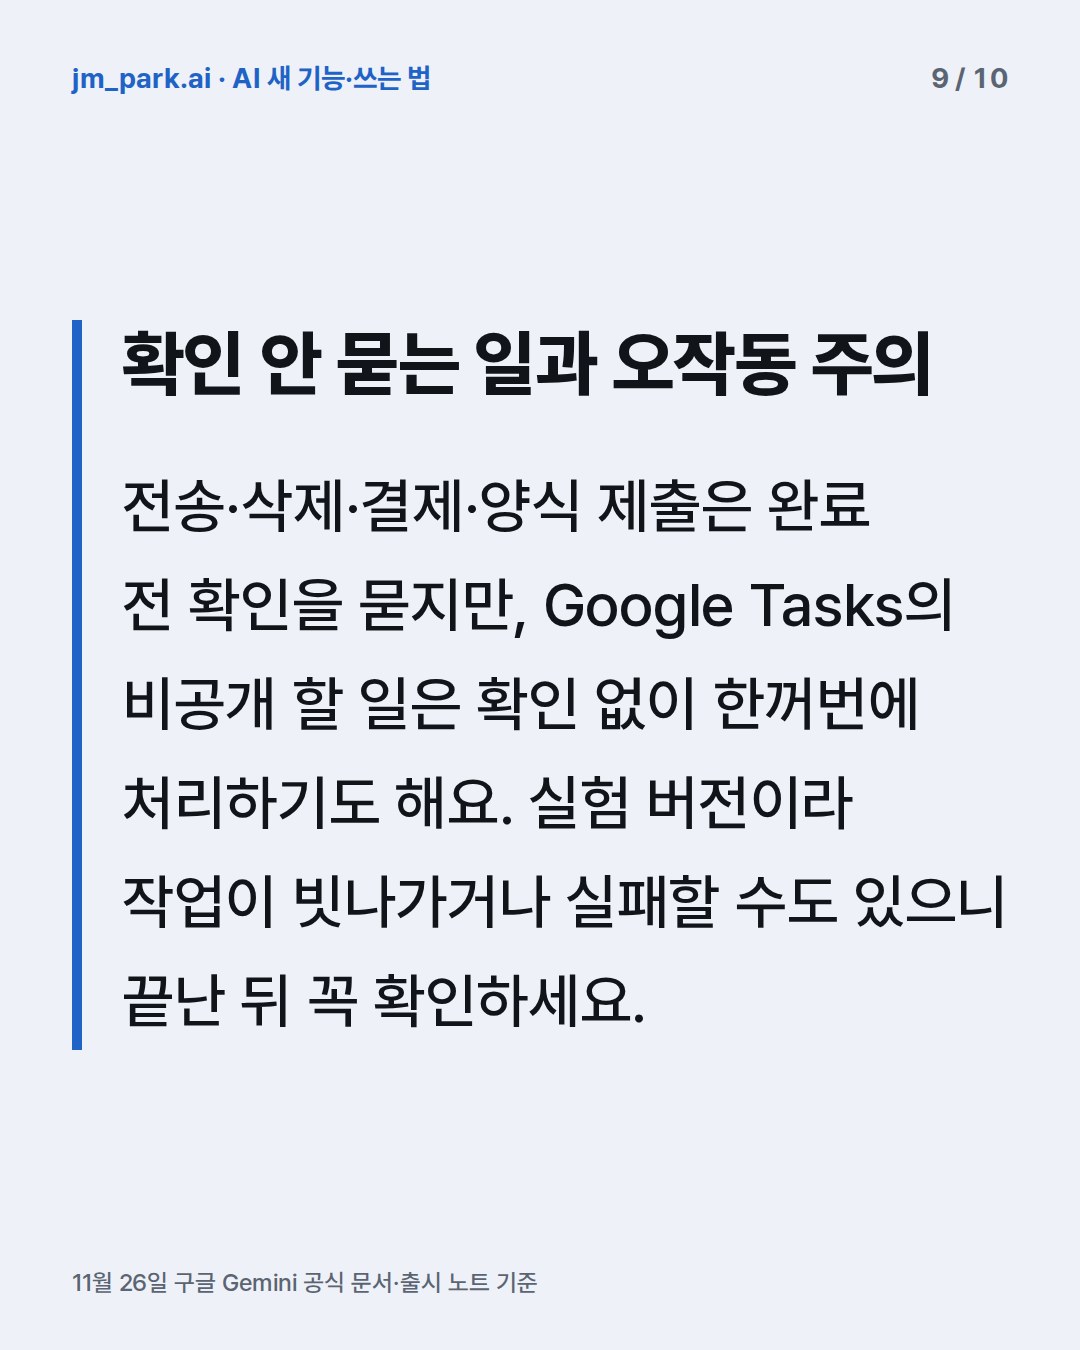 jm_park.ai · AI 새 기능·쓰는 법
9 / 10
확인 안 묻는 일과 오작동 주의
전송·삭제·결제·양식 제출은 완료
전 확인을 묻지만, Google Tasks의
비공개 할 일은 확인 없이 한꺼번에
처리하기도 해요. 실험 버전이라
작업이 빗나가거나 실패할 수도 있으니
끝난 뒤 꼭 확인하세요.
11월 26일 구글 Gemini 공식 문서·출시 노트 기준